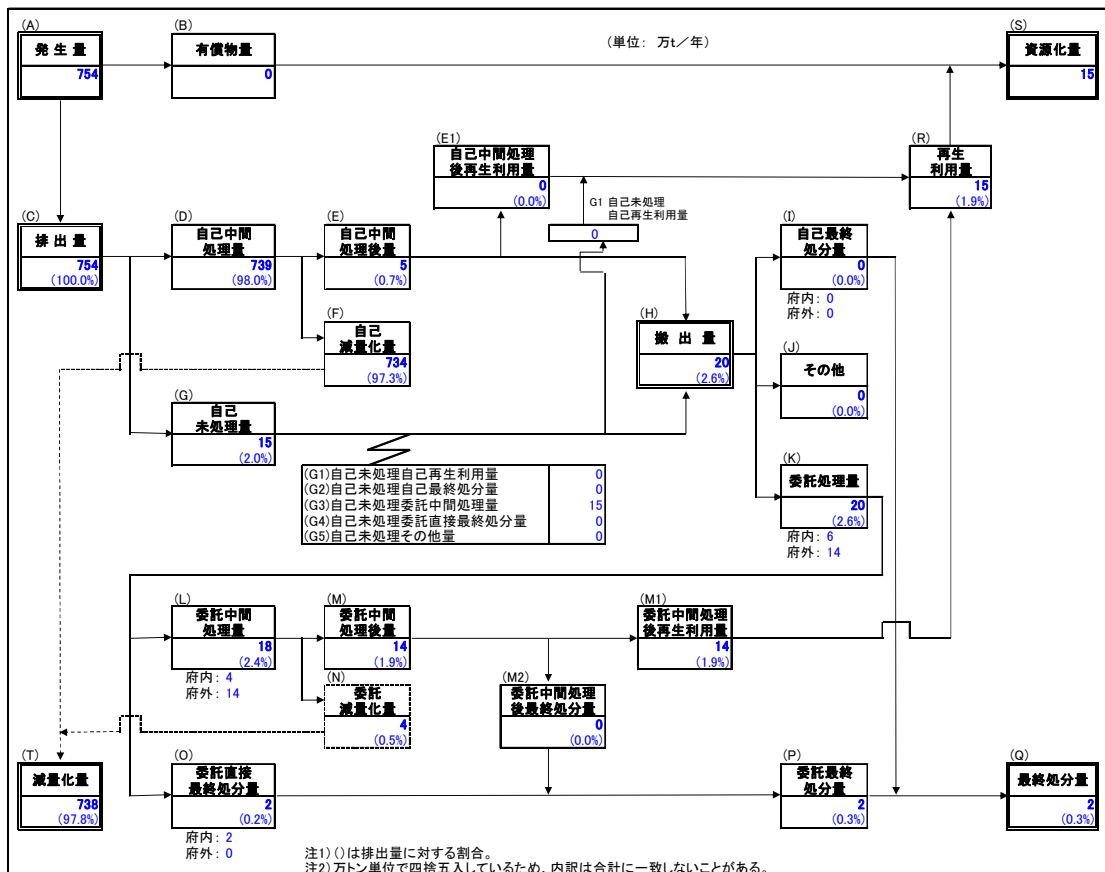 (A)
発生量
754
(B)
有償物量
0
(単位: 万t/年)
(S)
資源化量
15
(E1)
自己中間処理
後再生利用量
0
(0.0%)
G1 自己未処理
自己再生利用量
0
(R)
再生
利用量
15
(1.9%)
(C)
排出量
754
(100.0%)
(D)
自己中間
処理量
739
(98.0%)
(E)
自己中間
処理後量
5
(0.7%)
(F)
自己
減量化量
734
(97.3%)
(G)
自己
未処理量
15
(2.0%)
(H)
搬出量
20
(2.6%)
(I)
自己最終
処分量
0
(0.0%)
府内: 0
府外: 0
(J)
その他
0
(0.0%)
(K)
委託処理量
20
(2.6%)
府内: 6
府外: 14
(G1)自己未処理自己再生利用量 0
(G2)自己未処理自己最終処分量 0
(G3)自己未処理委託中間処理量 15
(G4)自己未処理委託直接最終処分量 0
(G5)自己未処理その他量 0
(L)
委託中間
処理量
18
(2.4%)
府内: 4
府外: 14
(M)
委託中間
処理後量
14
(1.9%)
(N)
委託
減量化量
4
(0.5%)
(M1)
委託中間処理
後再生利用量
14
(1.9%)
(M2)
委託中間処理
後最終処分量
0
(0.0%)
(T)
減量化量
738
(97.8%)
(O)
委託直接
最終処分量
2
(0.2%)
府内: 2
府外: 0
(P)
委託最終
処分量
2
(0.3%)
(Q)
最終処分量
2
(0.3%)
注1)()は排出量に対する割合。
注2)万トン単位で四捨五入しているため、内訳は合計に一致しないことがある。